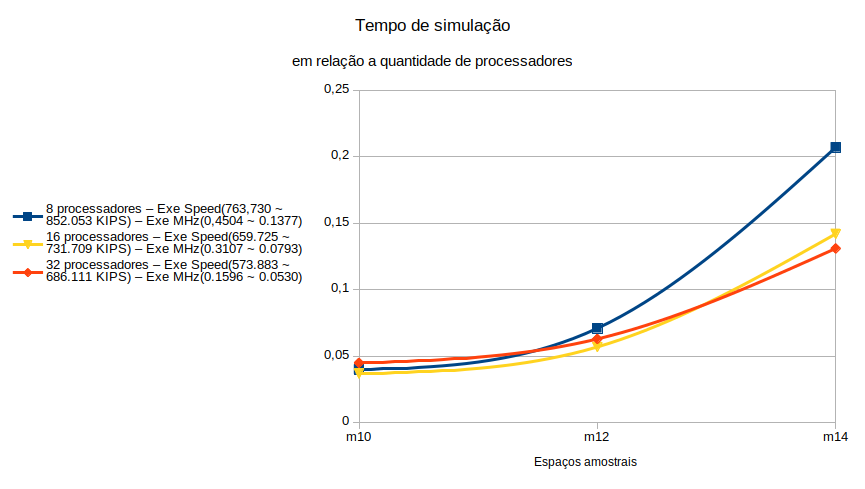 Tempo de simulação
em relação a quantidade de processadores
0,25
0,2
0,15
0,1
0,05
0
8 processadores – Exe Speed(763,730 ~
852.053 KIPS) – Exe MHz(0,4504 ~ 0.1377)
16 processadores – Exe Speed(659.725 ~
731.709 KIPS) – Exe MHz(0.3107 ~ 0.0793)
32 processadores – Exe Speed(573.883 ~
686.111 KIPS) – Exe MHz(0.1596 ~ 0.0530)
m10
m12
m14
Espaços amostrais